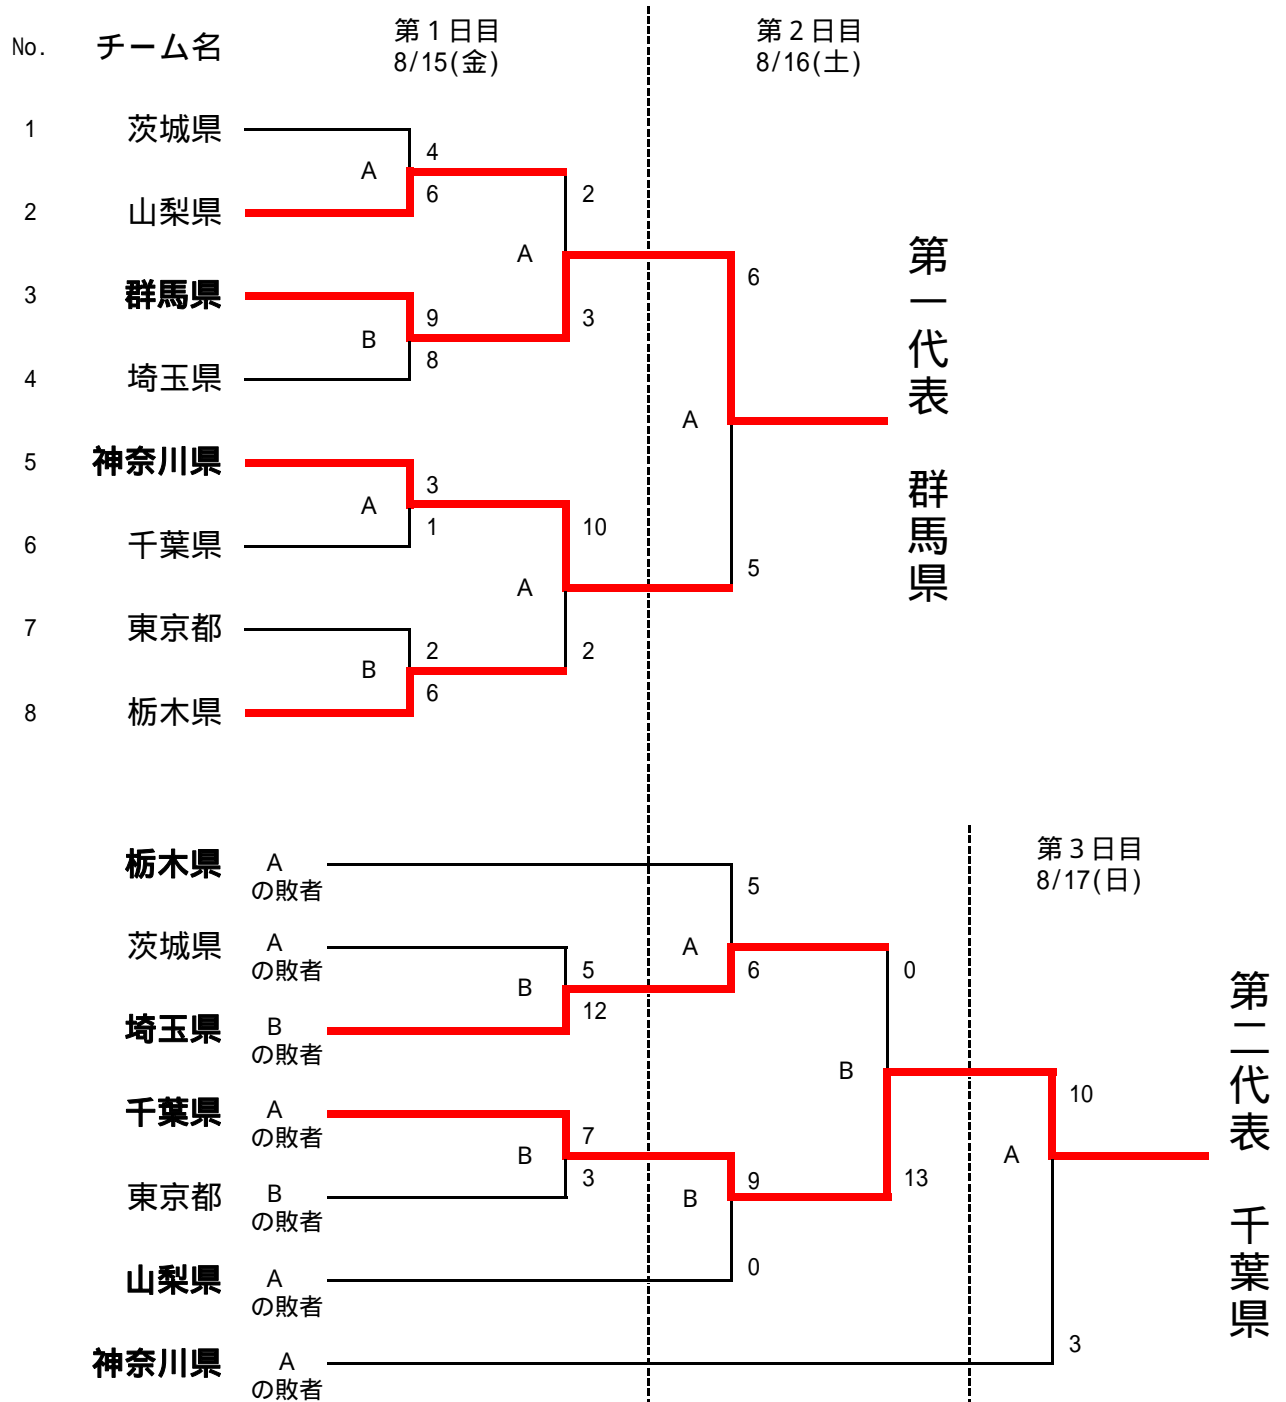 No. チーム名 第1日目 第2日目
8/15(金) 8/16(土)
1 茨城県
4
A
6
2 山梨県
2
A
3
3 群馬県
9
B
8
4 埼玉県
6
A
5
5 神奈川県
3
A
1
6 千葉県
10
A
2
7 東京都
2
B
6
8 栃木県
第一代表 群馬県
第3日目
8/17(日)
栃木県 A
の敗者
5
A
6
茨城県 A
の敗者
5
B
12
埼玉県 B
の敗者
0
B
13
千葉県 A
の敗者
7
B
3
東京都 B
の敗者
9
B
0
山梨県 A
の敗者
10
A
3
神奈川県 A
の敗者
第二代表 千葉県